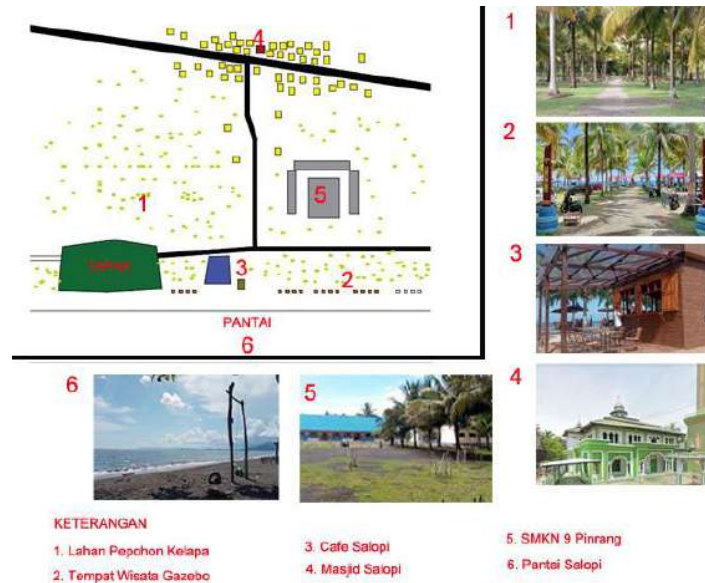 4
1
5
3
2
PANTAI
6
1
2
3
4
6
5
KETERANGAN
1. Lahan Pepohon Kelapa
2. Tempat Wisata Gazebo
3. Cafe Salopi
4. Masjid Salopi
5. SMKN 9 Pinrang
6. Pantai Salopi